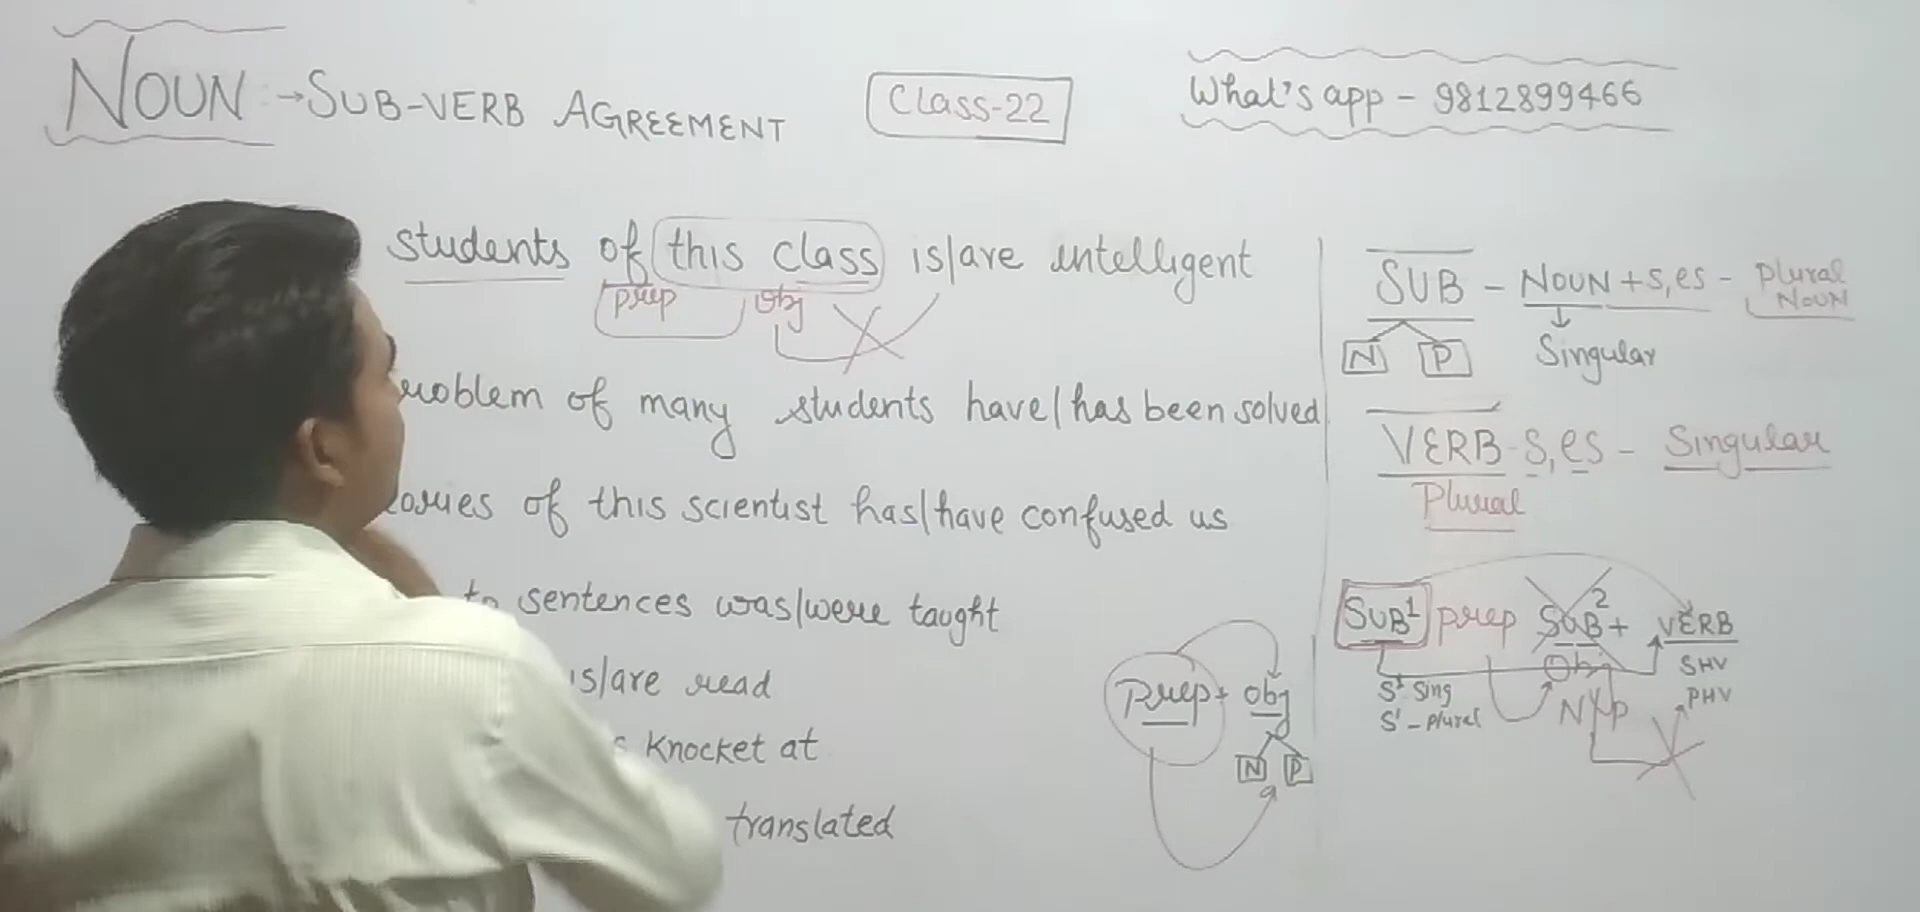 NOUN → SUB-VERB AGREEMENT
Class-22
What's app - 9812899466
students of this class is/are intelligent
prep obj
roblem of many students have/has been solved
ories of this scientist has/have confused us
to sentences was/were taught
is/are read
Knocket at
translated
Prep + obj
N P
SUB - NOUN + s,es - plural NOUN
N P Singular
VERB - S,es - Singular
Plural
SUB1 prep SUB2 + VERB
Obj SHV
S1 Sing PHV
S1 - plural N/P